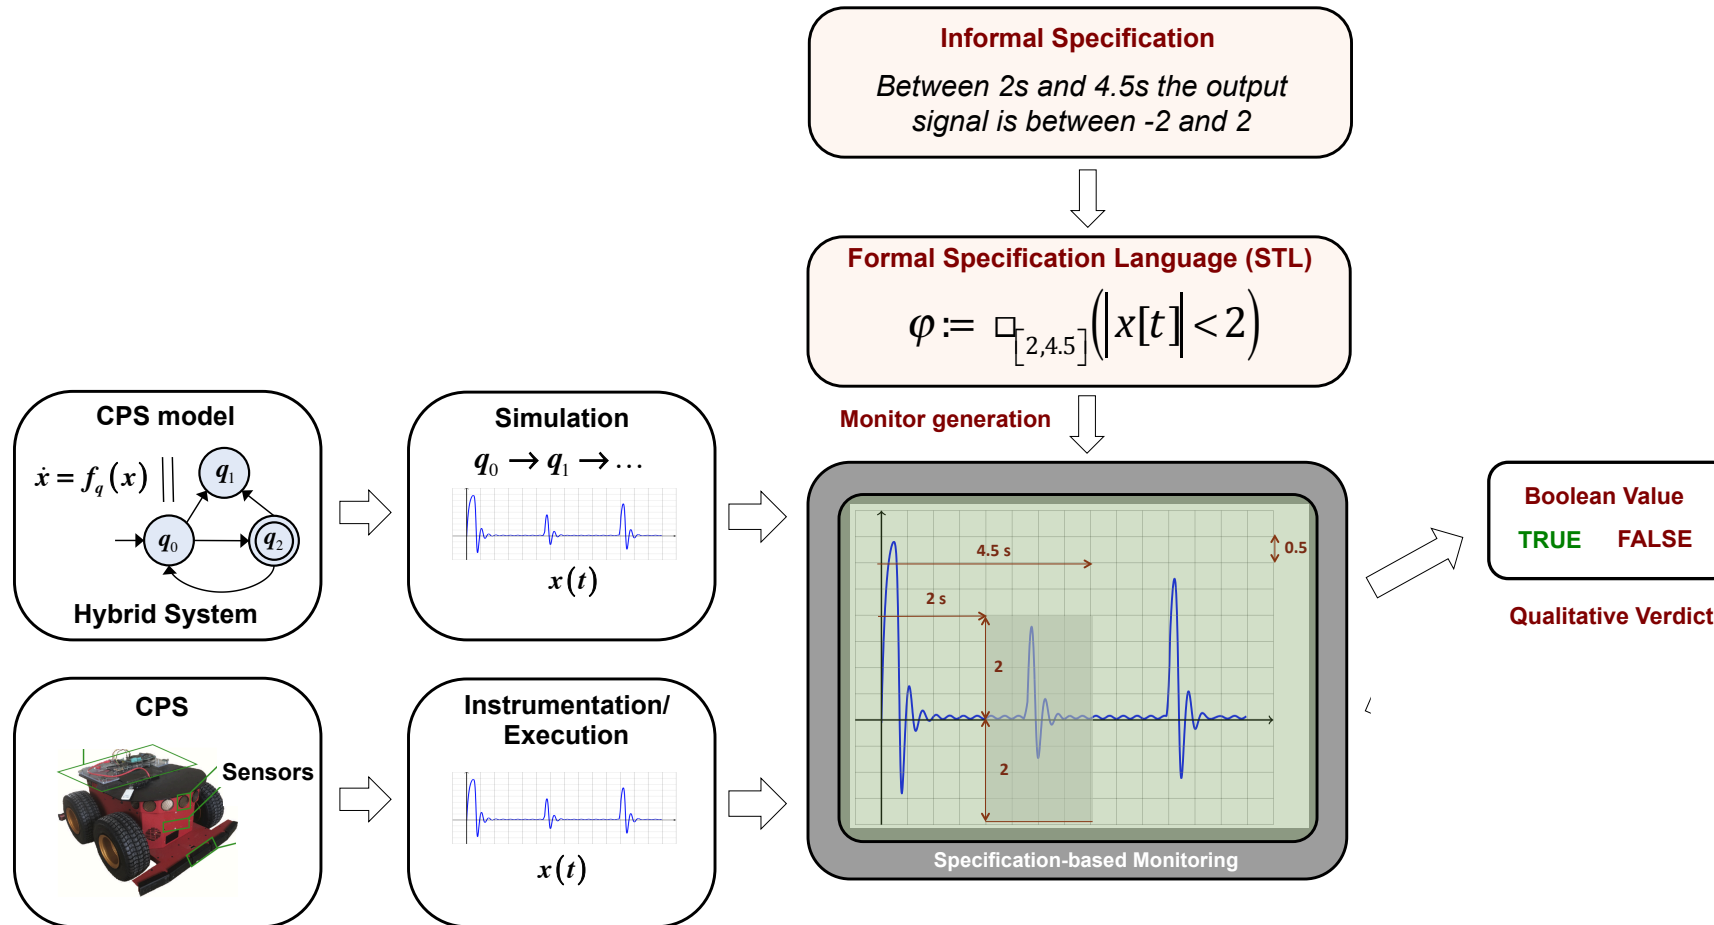 Informal Specification
Between 2s and 4.5s the output
signal is between -2 and 2
Formal Specification Language (STL)
φ := □[2,4.5](|x[t]| < 2)
Monitor generation
CPS model
ẋ = f_q(x) ||
q₁
q₀
q₂
Hybrid System
Simulation
q₀ → q₁ → …
x(t)
4.5 s
0.5
2 s
2
2
Specification-based Monitoring
Boolean Value
TRUE FALSE
Qualitative Verdict
CPS
Sensors
Instrumentation/
Execution
x(t)